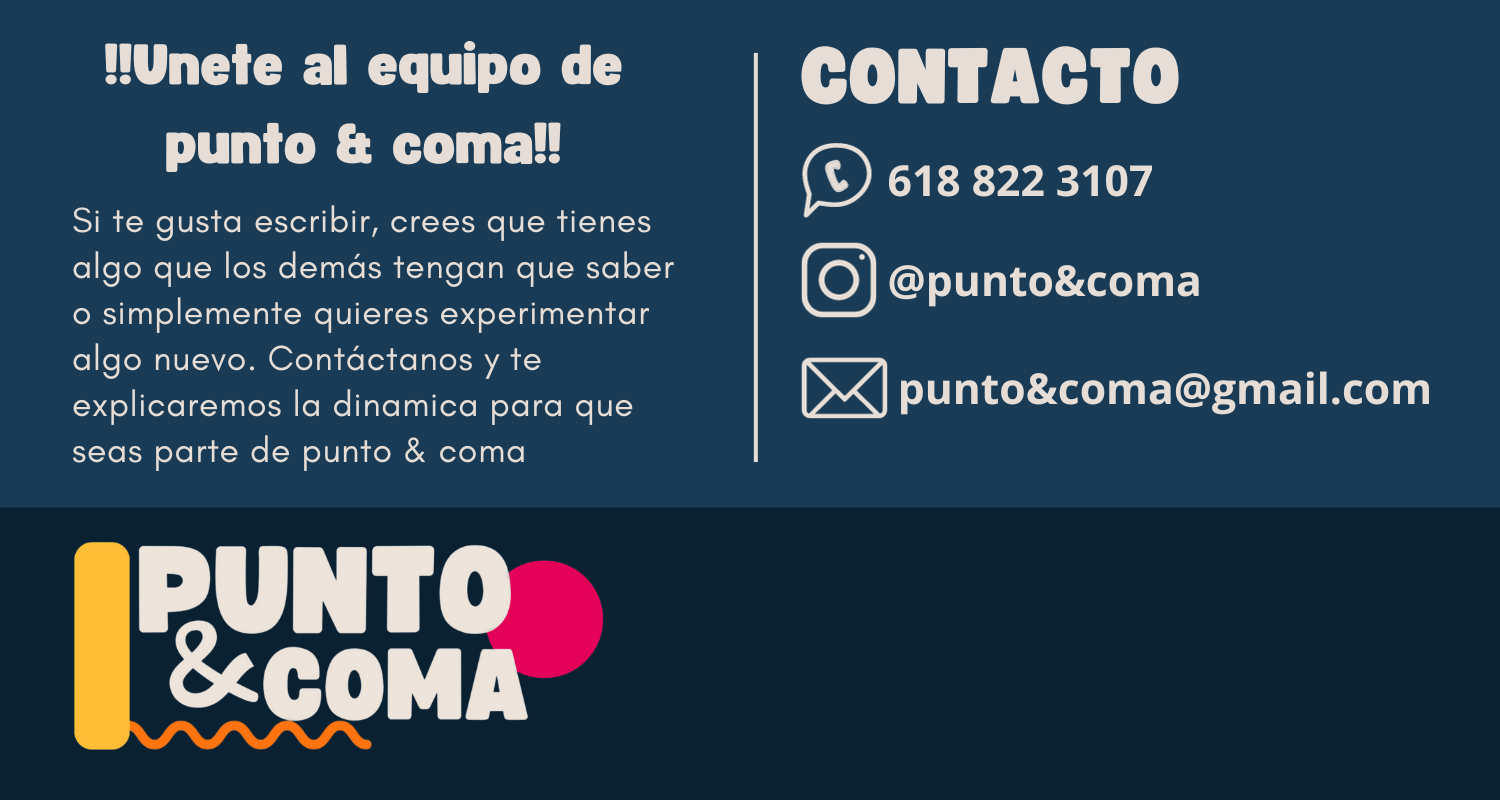 !!Unete al equipo de
punto & coma!!
Si te gusta escribir, crees que tienes
algo que los demás tengan que saber
o simplemente quieres experimentar
algo nuevo. Contáctanos y te
explicaremos la dinamica para que
seas parte de punto & coma
CONTACTO
618 822 3107
@punto&coma
punto&coma@gmail.com
PUNTO
&COMA